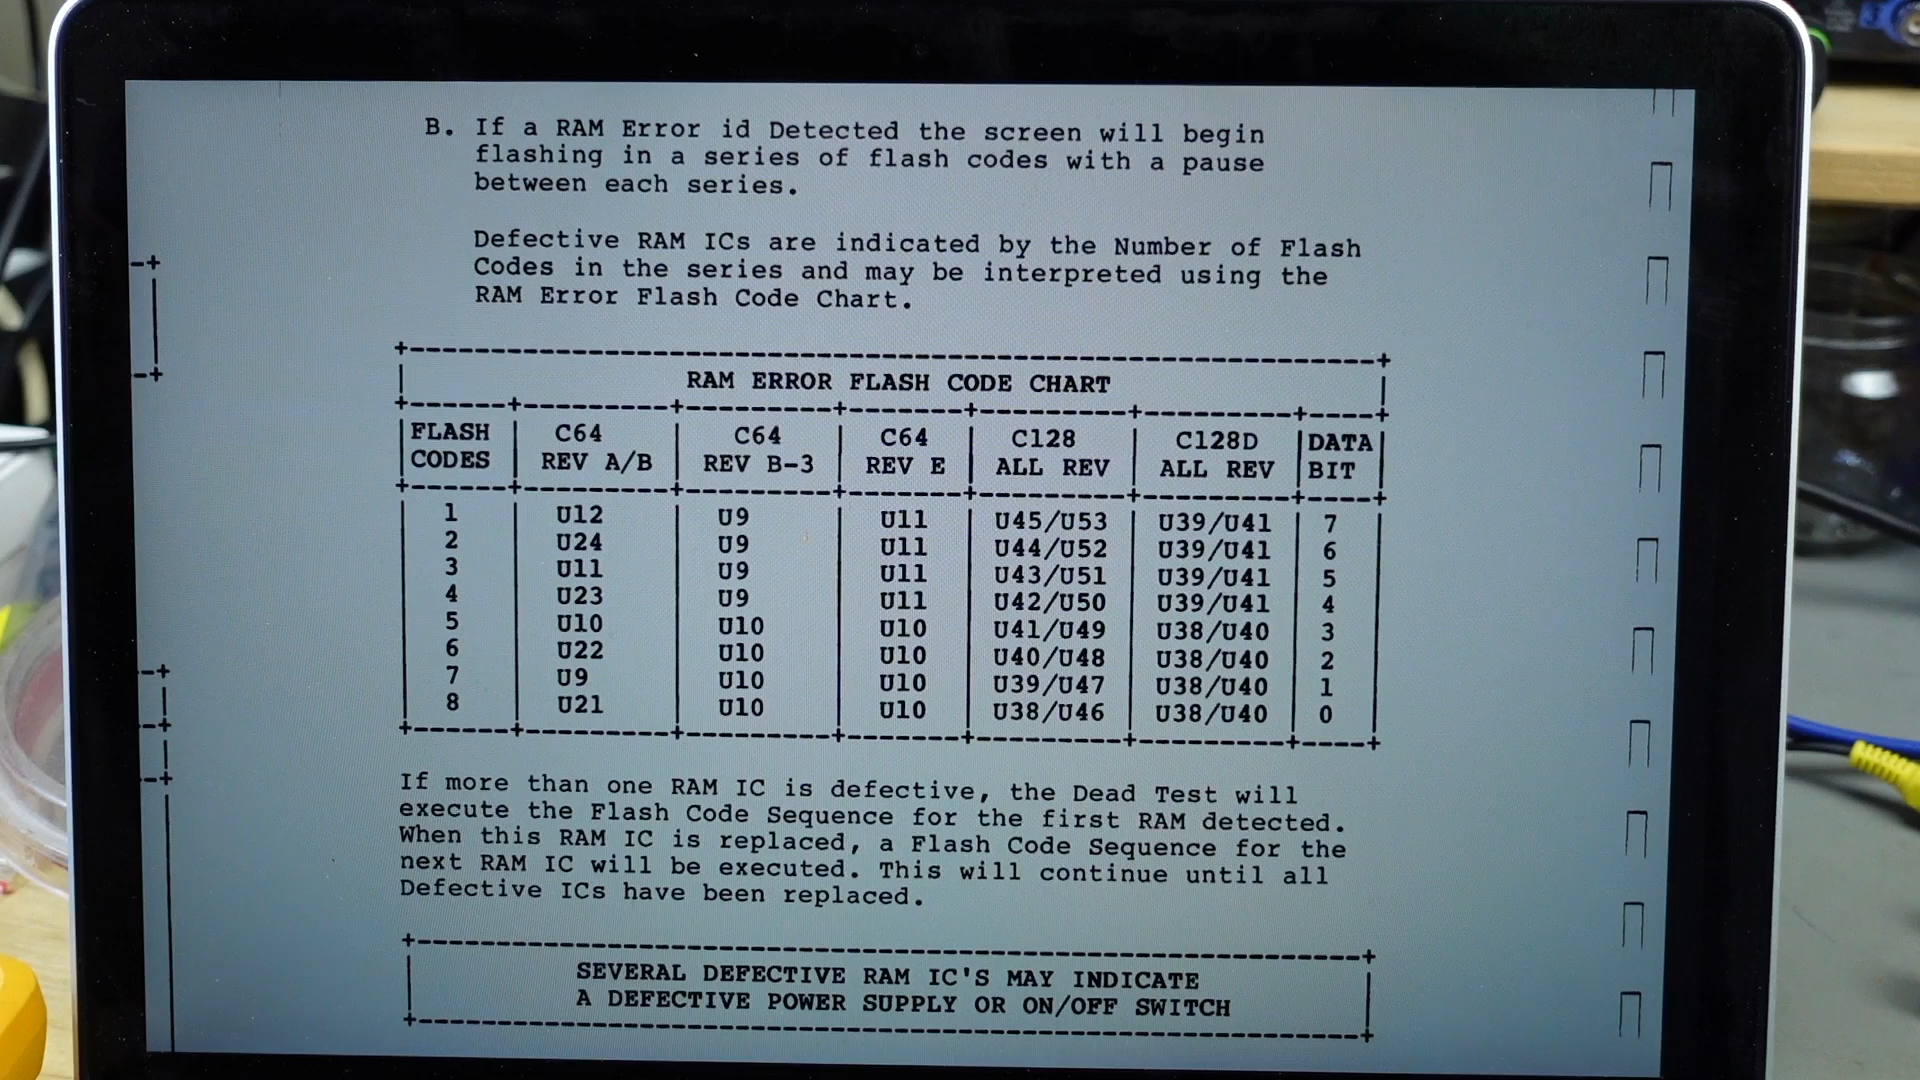 B. If a RAM Error id Detected the screen will begin
flashing in a series of flash codes with a pause
between each series.
Defective RAM ICs are indicated by the Number of Flash
Codes in the series and may be interpreted using the
RAM Error Flash Code Chart.
RAM ERROR FLASH CODE CHART
FLASH CODES | C64 REV A/B | C64 REV B-3 | C64 REV E | C128 ALL REV | C128D ALL REV | DATA BIT
1 | U12 | U9 | U11 | U45/U53 | U39/U41 | 7
2 | U24 | U9 | U11 | U44/U52 | U39/U41 | 6
3 | U11 | U9 | U11 | U43/U51 | U39/U41 | 5
4 | U23 | U9 | U11 | U42/U50 | U39/U41 | 4
5 | U10 | U10 | U10 | U41/U49 | U38/U40 | 3
6 | U22 | U10 | U10 | U40/U48 | U38/U40 | 2
7 | U9 | U10 | U10 | U39/U47 | U38/U40 | 1
8 | U21 | U10 | U10 | U38/U46 | U38/U40 | 0
If more than one RAM IC is defective, the Dead Test will
execute the Flash Code Sequence for the first RAM detected.
When this RAM IC is replaced, a Flash Code Sequence for the
next RAM IC will be executed. This will continue until all
Defective ICs have been replaced.
SEVERAL DEFECTIVE RAM IC'S MAY INDICATE
A DEFECTIVE POWER SUPPLY OR ON/OFF SWITCH